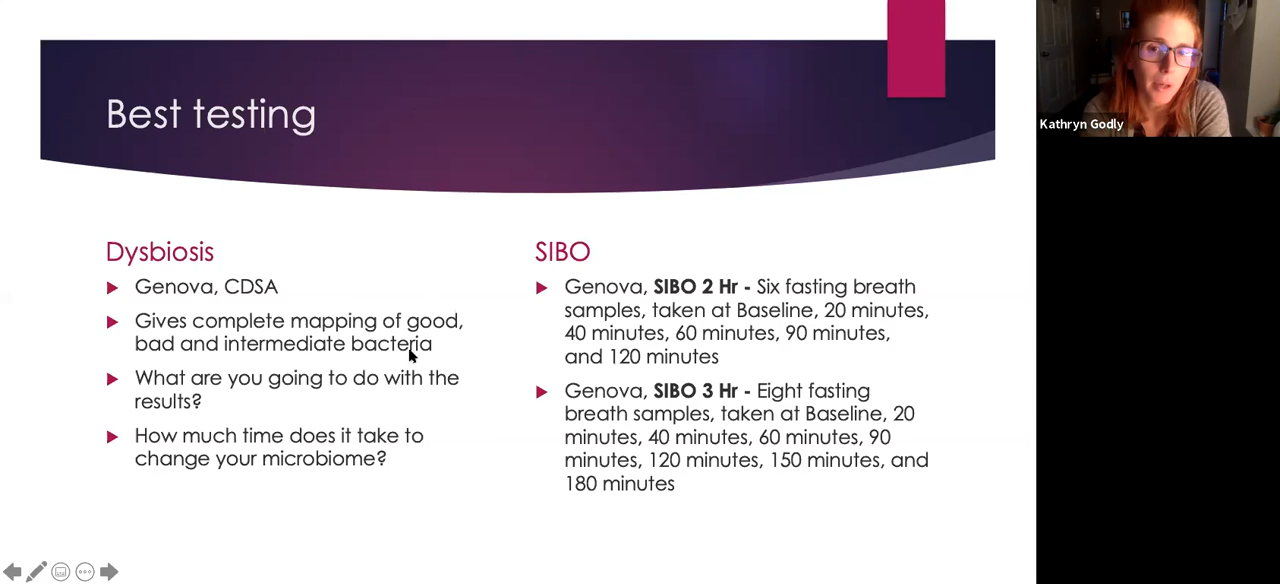 Best testing
Dysbiosis
Genova, CDSA
Gives complete mapping of good,
bad and intermediate bacteria
What are you going to do with the
results?
How much time does it take to
change your microbiome?
SIBO
Genova, SIBO 2 Hr - Six fasting breath
samples, taken at Baseline, 20 minutes,
40 minutes, 60 minutes, 90 minutes,
and 120 minutes
Genova, SIBO 3 Hr - Eight fasting
breath samples, taken at Baseline, 20
minutes, 40 minutes, 60 minutes, 90
minutes, 120 minutes, 150 minutes, and
180 minutes
Kathryn Godly